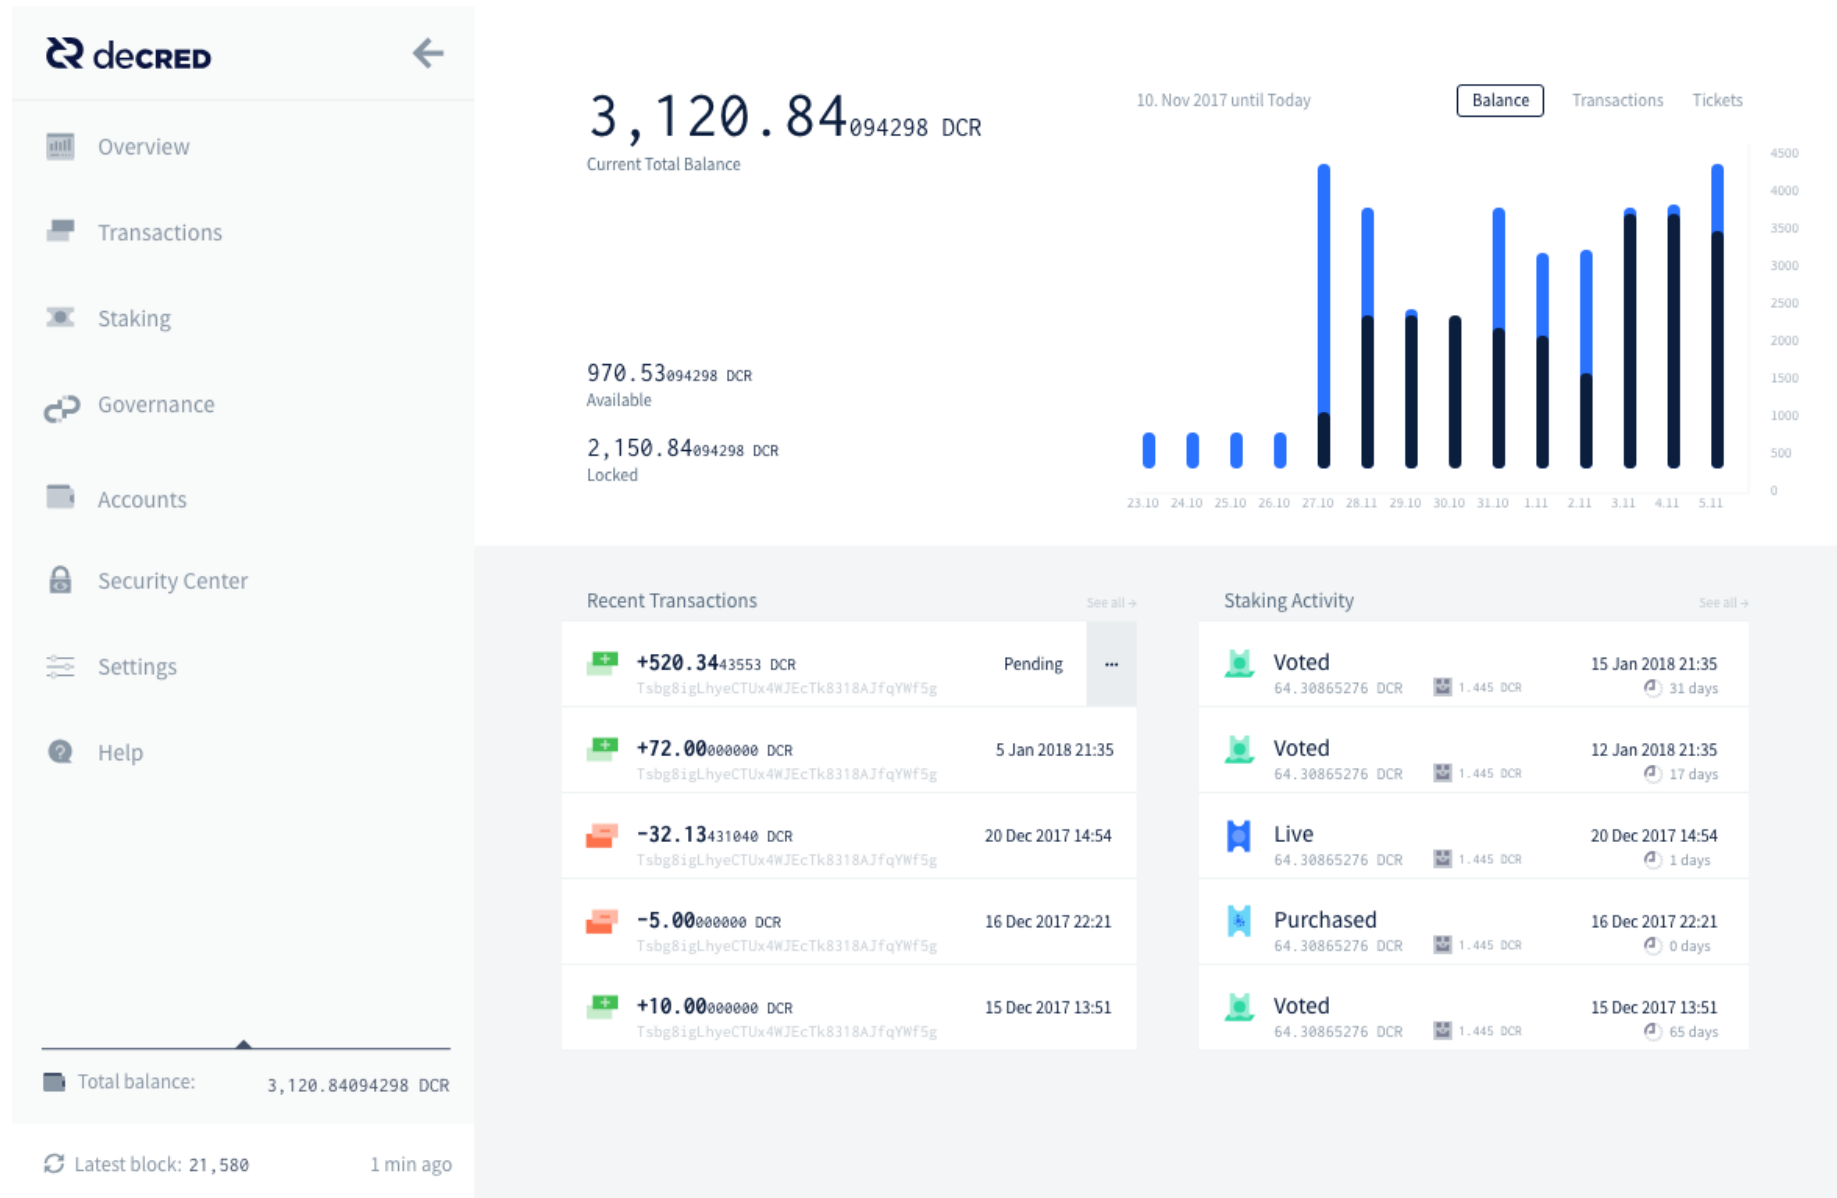 decRED
Overview
Transactions
Staking
Governance
Accounts
Security Center
Settings
Help
Total balance: 3,120.84094298 DCR
Latest block: 21,580 1 min ago
3,120.84094298 DCR
Current Total Balance
970.53094298 DCR
Available
2,150.84094298 DCR
Locked
10. Nov 2017 until Today Balance Transactions Tickets
4500
4000
3500
3000
2500
2000
1500
1000
500
0
23.10 24.10 25.10 26.10 27.10 28.11 29.10 30.10 31.10 1.11 2.11 3.11 4.11 5.11
Recent Transactions See all →
+520.3443553 DCR Pending ...
Tsbg8igLhyeCTUx4WJEcTk8318AJfqYWf5g
+72.00000000 DCR 5 Jan 2018 21:35
Tsbg8igLhyeCTUx4WJEcTk8318AJfqYWf5g
-32.13431040 DCR 20 Dec 2017 14:54
Tsbg8igLhyeCTUx4WJEcTk8318AJfqYWf5g
-5.00000000 DCR 16 Dec 2017 22:21
Tsbg8igLhyeCTUx4WJEcTk8318AJfqYWf5g
+10.00000000 DCR 15 Dec 2017 13:51
Tsbg8igLhyeCTUx4WJEcTk8318AJfqYWf5g
Staking Activity See all →
Voted 15 Jan 2018 21:35
64.30865276 DCR 1.445 DCR 31 days
Voted 12 Jan 2018 21:35
64.30865276 DCR 1.445 DCR 17 days
Live 20 Dec 2017 14:54
64.30865276 DCR 1.445 DCR 1 days
Purchased 16 Dec 2017 22:21
64.30865276 DCR 1.445 DCR 0 days
Voted 15 Dec 2017 13:51
64.30865276 DCR 1.445 DCR 65 days